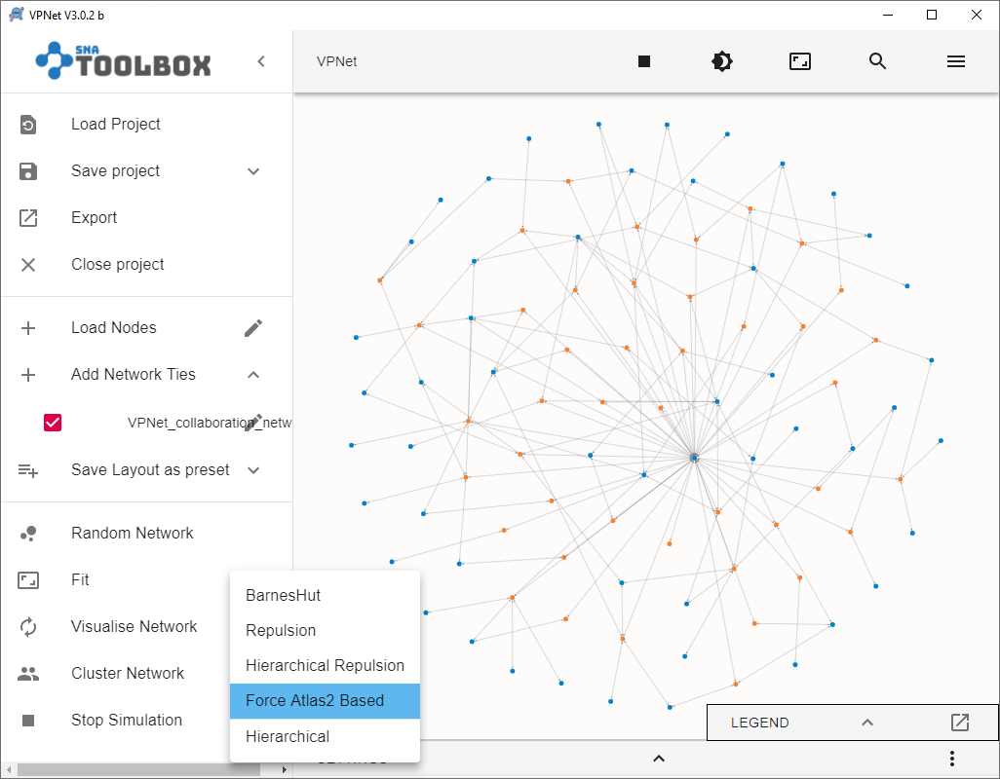 VPNet V3.0.2 b
SNA
TOOLBOX
VPNet
Load Project
Save project
Export
Close project
Load Nodes
Add Network Ties
VPNet_collaboration_netw
Save Layout as preset
Random Network
Fit
Visualise Network
Cluster Network
Stop Simulation
BarnesHut
Repulsion
Hierarchical Repulsion
Force Atlas2 Based
Hierarchical
LEGEND